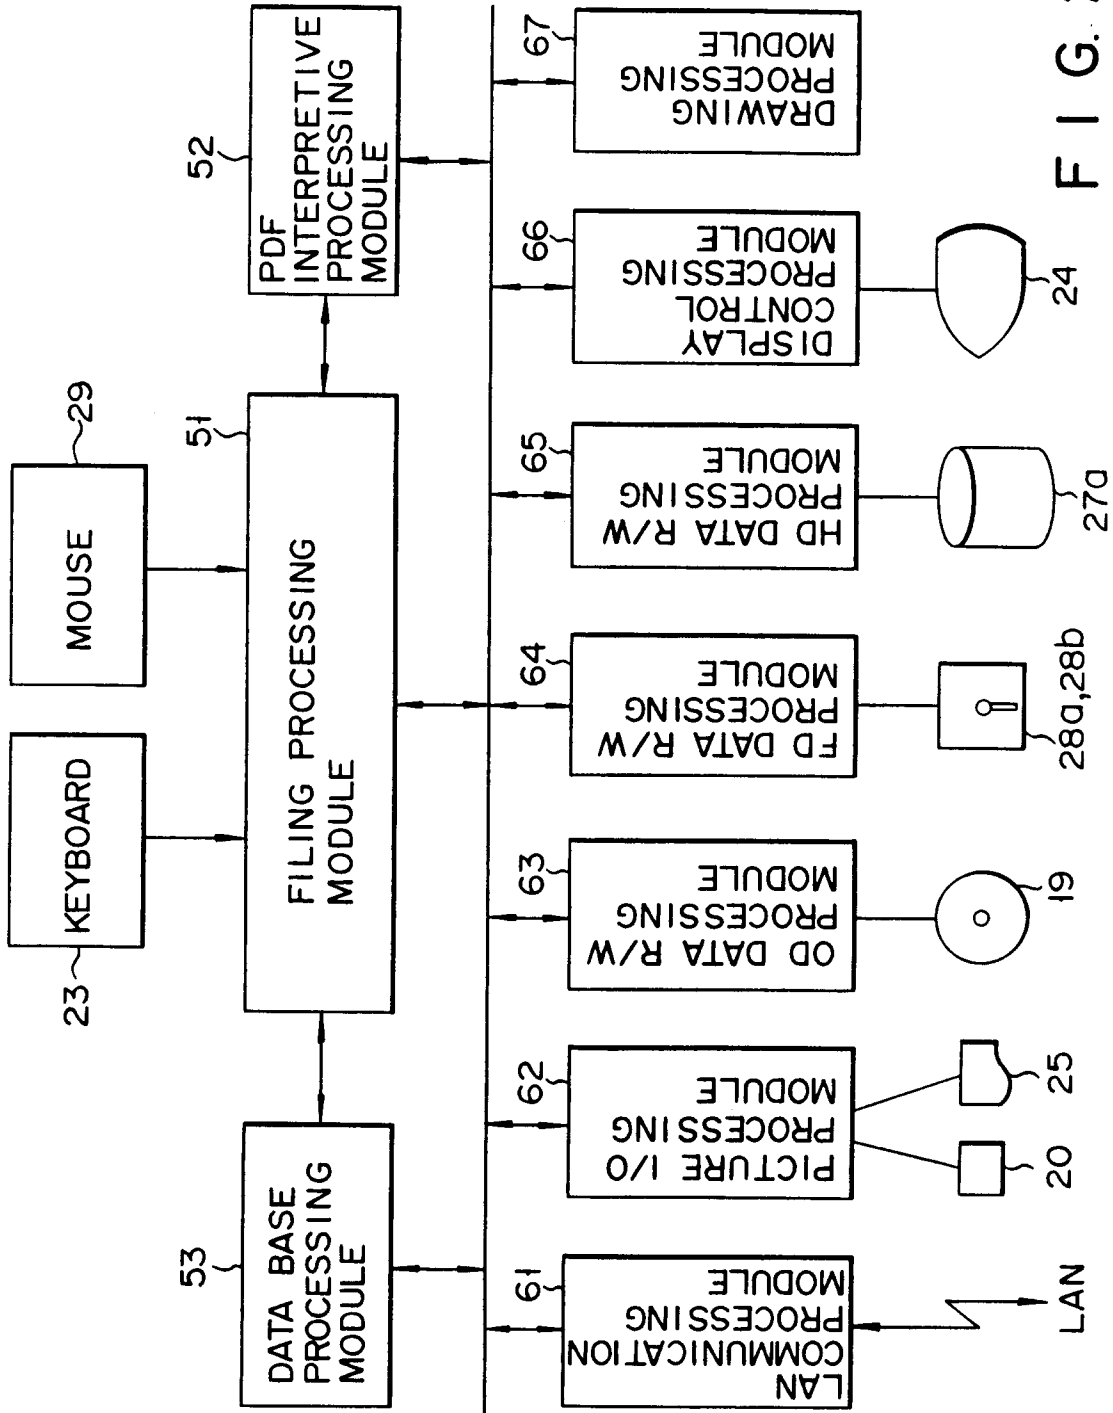 KEYBOARD
23
MOUSE
29
DATA BASE
PROCESSING
MODULE
53
FILING PROCESSING
MODULE
51
PDF
INTERPRETIVE
PROCESSING
MODULE
52
LAN
COMMUNICATION
PROCESSING
MODULE
61
PICTURE I/O
PROCESSING
MODULE
62
OD DATA R/W
PROCESSING
MODULE
63
FD DATA R/W
PROCESSING
MODULE
64
HD DATA R/W
PROCESSING
MODULE
65
DISPLAY
CONTROL
PROCESSING
MODULE
66
DRAWING
PROCESSING
MODULE
67
LAN
20
25
19
28a,28b
27a
24
FIG.